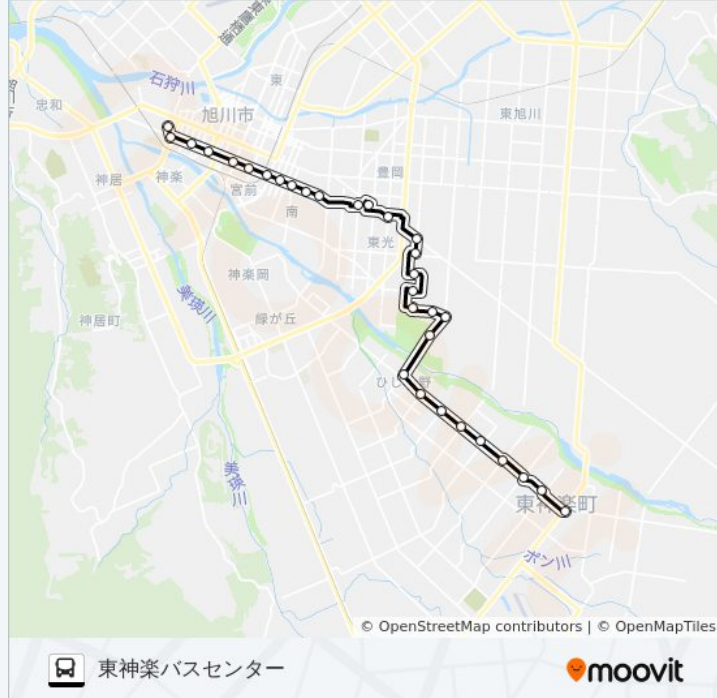 石狩川
忠和
旭川市
東
東旭川
神居
神楽
豊岡
宮前
南
東光
神楽岡
美瑛川
緑が丘
神居町
ひじり野
美瑛川
東神楽町
ポン川
© OpenStreetMap contributors | © OpenMapTiles
東神楽バスセンター
moovit